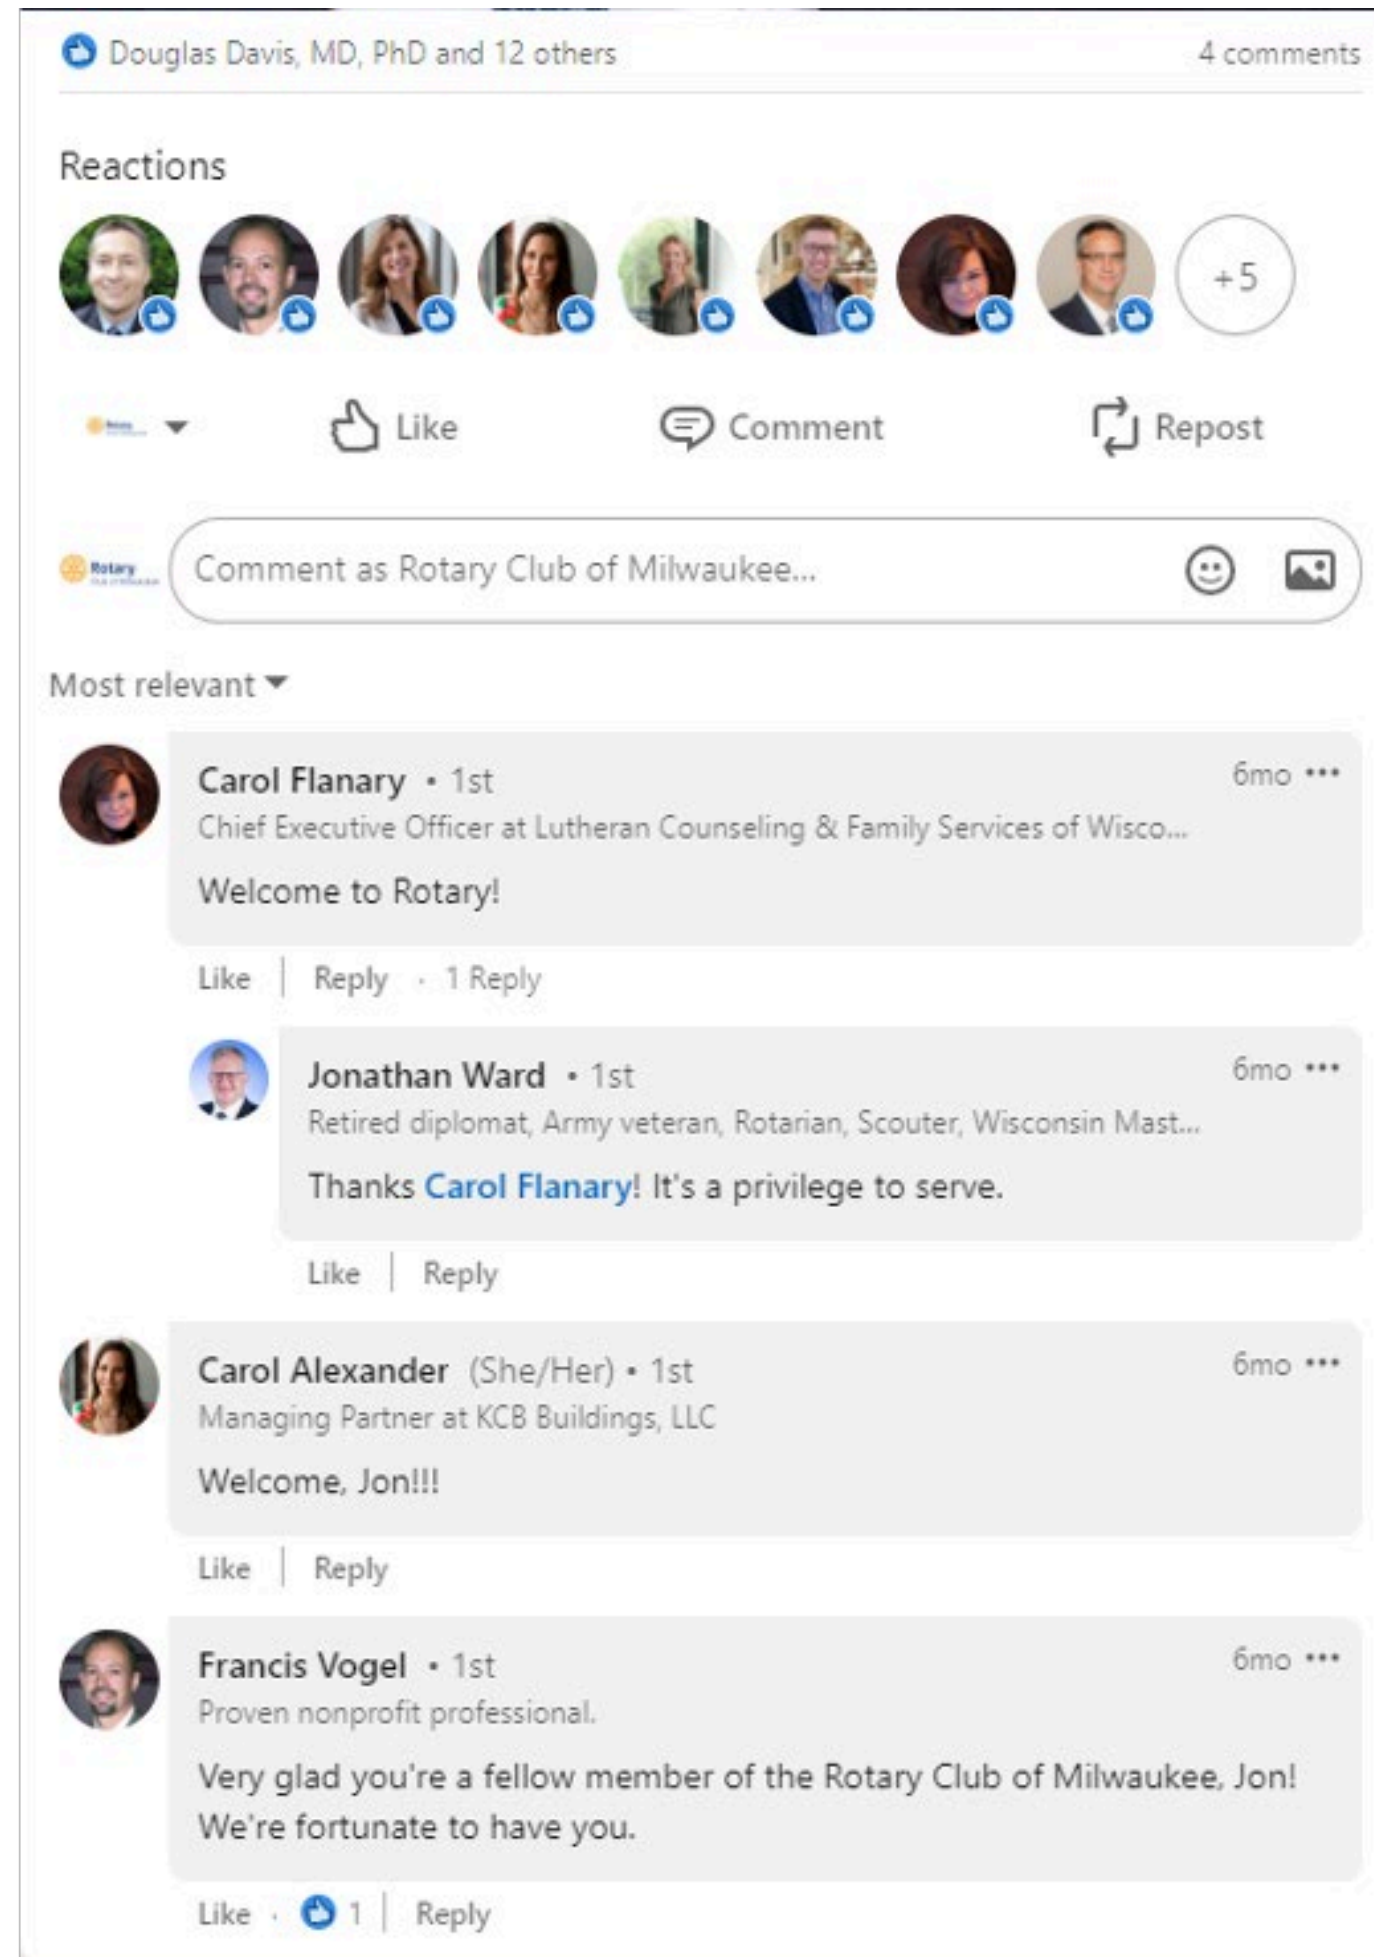 Douglas Davis, MD, PhD and 12 others
4 comments
Reactions
+5
Like
Comment
Repost
Rotary
Comment as Rotary Club of Milwaukee...
Most relevant
Carol Flanary • 1st
6mo •••
Chief Executive Officer at Lutheran Counseling & Family Services of Wisco...
Welcome to Rotary!
Like | Reply · 1 Reply
Jonathan Ward • 1st
6mo •••
Retired diplomat, Army veteran, Rotarian, Scouter, Wisconsin Mast...
Thanks Carol Flanary! It's a privilege to serve.
Like | Reply
Carol Alexander (She/Her) • 1st
6mo •••
Managing Partner at KCB Buildings, LLC
Welcome, Jon!!!
Like | Reply
Francis Vogel • 1st
6mo •••
Proven nonprofit professional.
Very glad you're a fellow member of the Rotary Club of Milwaukee, Jon!
We're fortunate to have you.
Like · 1 | Reply